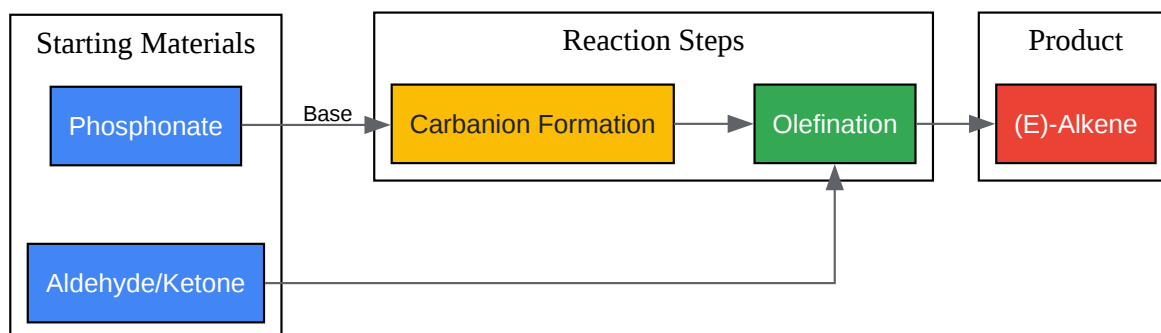 Starting Materials
Reaction Steps
Product
Phosphonate
Base
Carbanion Formation
Olefination
(E)-Alkene
Aldehyde/Ketone